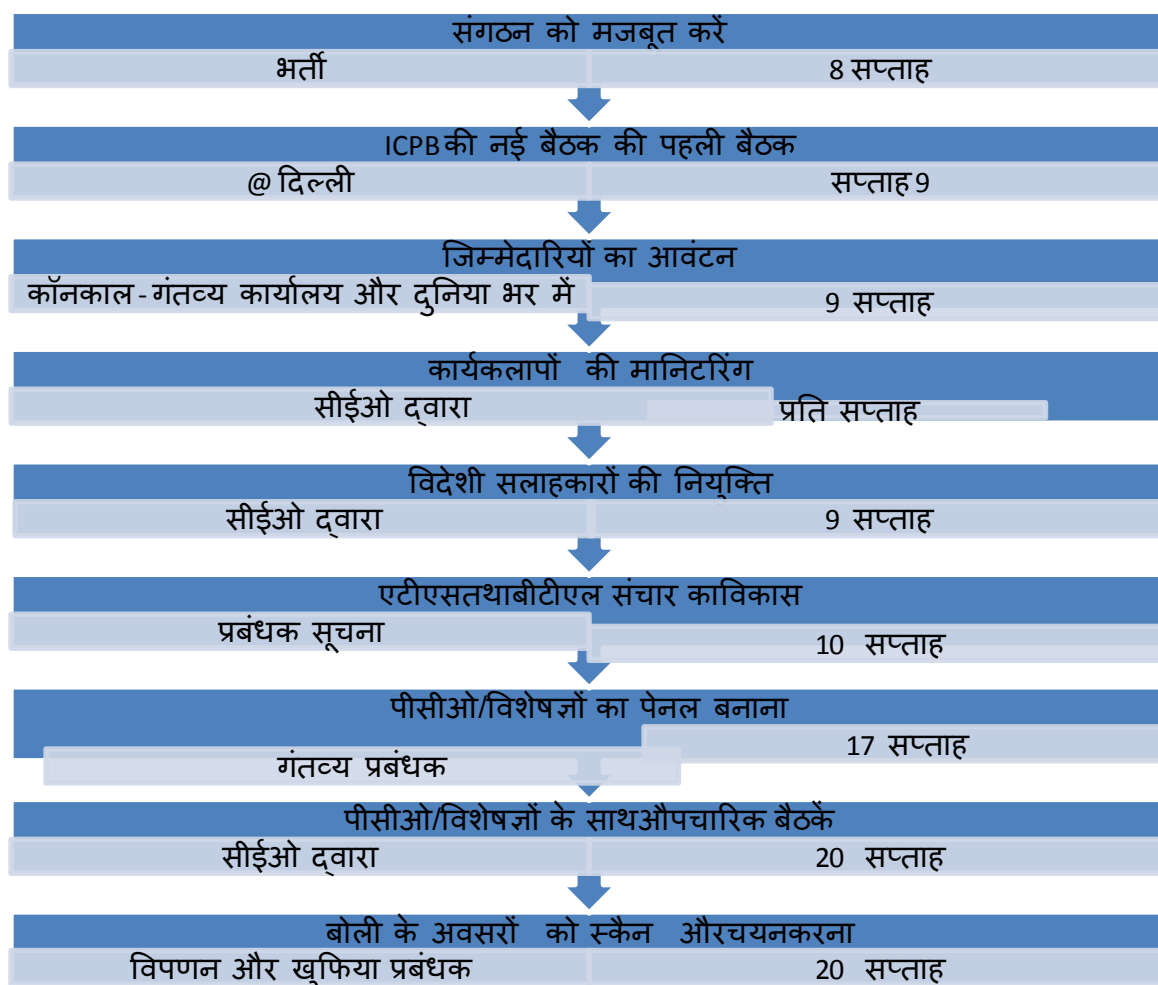 संगठन को मजबूत करें
भर्ती 8 सप्ताह
ICPB की नई बैठक की पहली बैठक
@ दिल्ली सप्ताह 9
जिम्मेदारियों का आवंटन
कॉनकाल - गंतव्य कार्यालय और दुनिया भर में 9 सप्ताह
कार्यकलापों की मानिटरिंग
सीईओ द्वारा प्रति सप्ताह
विदेशी सलाहकारों की नियुक्ति
सीईओ द्वारा 9 सप्ताह
एटीएसतथाबीटीएल संचार काविकास
प्रबंधक सूचना 10 सप्ताह
पीसीओ/विशेषज्ञों का पेनल बनाना
17 सप्ताह
गंतव्य प्रबंधक
पीसीओ/विशेषज्ञों के साथऔपचारिक बैठकें
सीईओ द्वारा 20 सप्ताह
बोली के अवसरों को स्कैन औरचयनकरना
विपणन और खुफिया प्रबंधक 20 सप्ताह